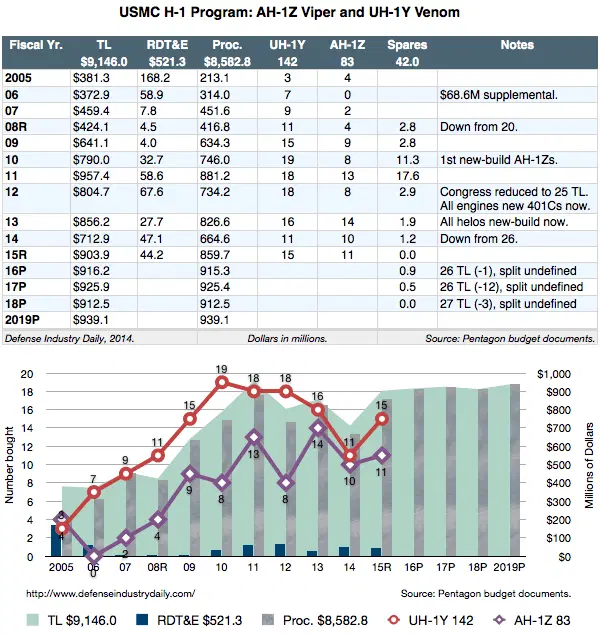 USMC H-1 Program: AH-1Z Viper and UH-1Y Venom
Fiscal Yr. TL RDT&E Proc. UH-1Y AH-1Z Spares Notes
$9,146.0 $521.3 $8,582.8 142 83 42.0
2005 $381.3 168.2 213.1 3 4
06 $372.9 58.9 314.0 7 0 $68.6M supplemental.
07 $459.4 7.8 451.6 9 2
08R $424.1 4.5 416.8 11 4 2.8 Down from 20.
09 $641.1 4.0 634.3 15 9 2.8
10 $790.0 32.7 746.0 19 8 11.3 1st new-build AH-1Zs.
11 $957.4 58.6 881.2 18 13 17.6
12 $804.7 67.6 734.2 18 8 2.9 Congress reduced to 25 TL.
All engines new 401Cs now.
13 $856.2 27.7 826.6 16 14 1.9 All helos new-build now.
14 $712.9 47.1 664.6 11 10 1.2 Down from 26.
15R $903.9 44.2 859.7 15 11 0.0
16P $916.2 915.3 0.9 26 TL (-1), split undefined
17P $925.9 925.4 0.5 26 TL (-12), split undefined
18P $912.5 912.5 0.0 27 TL (-3), split undefined
2019P $939.1 939.1
Defense Industry Daily, 2014. Dollars in millions. Source: Pentagon budget documents.
Number bought
20
18
16
14
12
10
8
6
4
2
0
3 7 9 11 15 19 18 18 16 11 15
4 0 2 4 9 8 13 8 14 10 11
$1,000
$900
$800
$700
$600
$500
$400
$300
$200
$100
$0
Millions of Dollars
2005 06 07 08R 09 10 11 12 13 14 15R 16P 17P 18P 2019P
http://www.defenseindustrydaily.com/ Source: Pentagon budget documents.
TL $9,146.0 RDT&E $521.3 Proc. $8,582.8 UH-1Y 142 AH-1Z 83